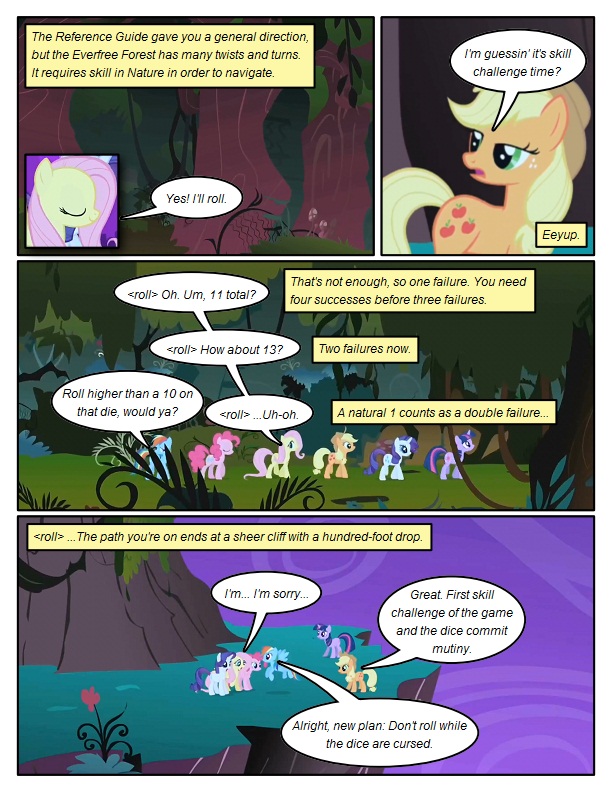 The Reference Guide gave you a general direction,
but the Everfree Forest has many twists and turns.
It requires skill in Nature in order to navigate.
Yes! I'll roll.
I'm guessin' it's skill
challenge time?
Eeyup.
<roll> Oh. Um, 11 total?
That's not enough, so one failure. You need
four successes before three failures.
<roll> How about 13?
Two failures now.
Roll higher than a 10 on
that die, would ya?
<roll> ...Uh-oh.
A natural 1 counts as a double failure...
<roll> ...The path you're on ends at a sheer cliff with a hundred-foot drop.
I'm... I'm sorry...
Great. First skill
challenge of the game
and the dice commit
mutiny.
Alright, new plan: Don't roll while
the dice are cursed.